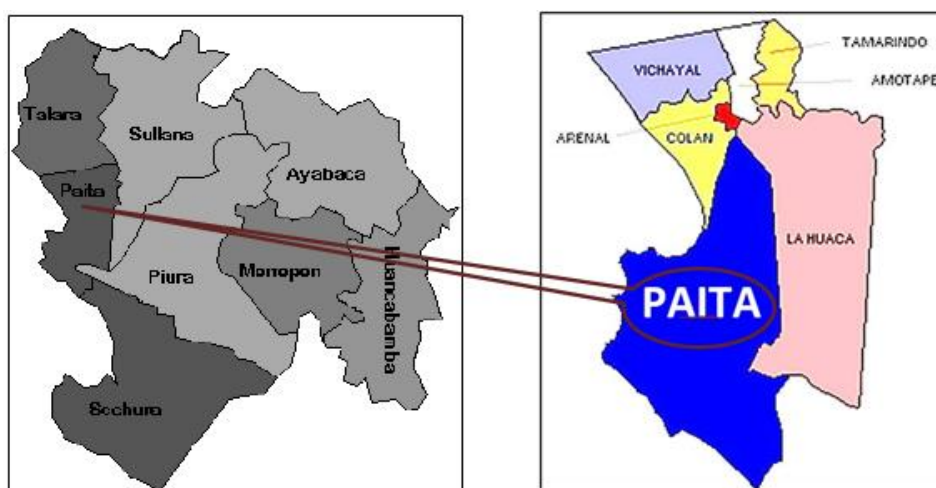 Talara
Sullana
Paita
Ayabaca
Piura
Morropon
Huancabamba
Sechura
TAMARINDO
VICHAYAL
AMOTAPE
ARENAL
COLAN
LA HUACA
PAITA